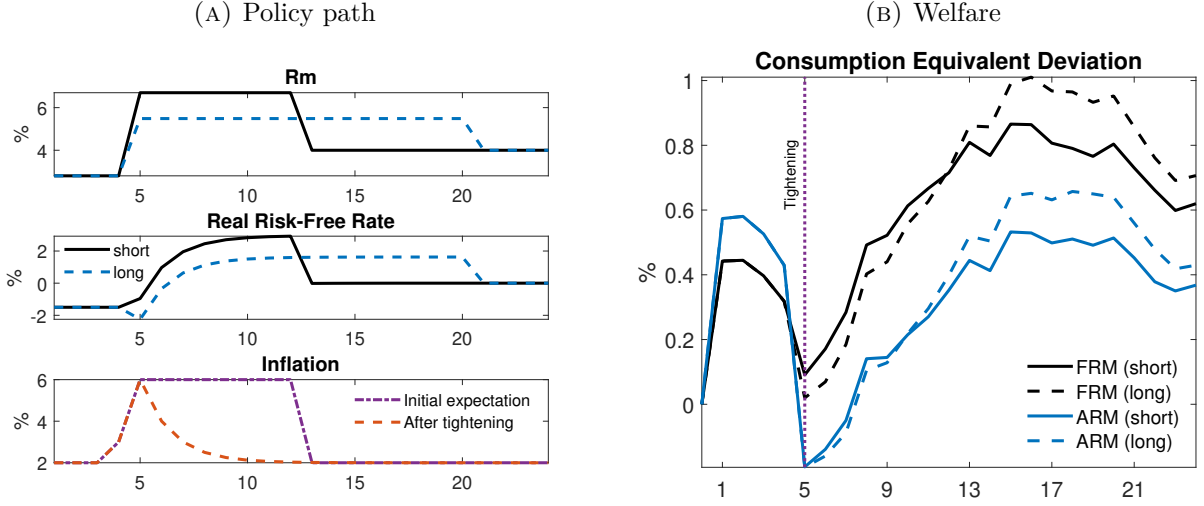 (A) Policy path
Rm
%
6
4
5 10 15 20
Real Risk-Free Rate
%
2
0
-2
short
long
5 10 15 20
Inflation
%
6
4
2
Initial expectation
After tightening
5 10 15 20
(B) Welfare
Consumption Equivalent Deviation
%
1
0.8
0.6
0.4
0.2
0
Tightening
FRM (short)
FRM (long)
ARM (short)
ARM (long)
1 5 9 13 17 21